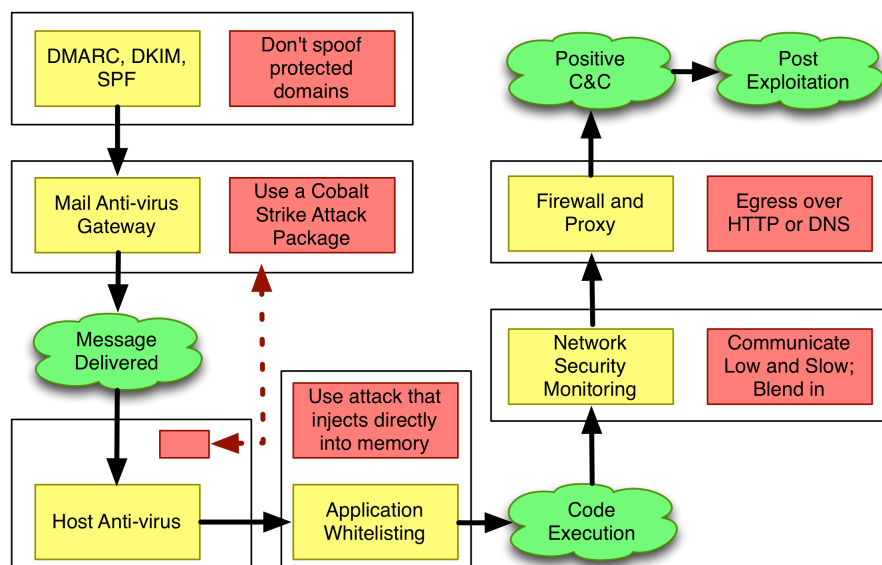 DMARC, DKIM,
SPF
Don't spoof
protected
domains
Mail Anti-virus
Gateway
Use a Cobalt
Strike Attack
Package
Message
Delivered
Host Anti-virus
Use attack that
injects directly
into memory
Application
Whitelisting
Code
Execution
Network
Security
Monitoring
Communicate
Low and Slow;
Blend in
Firewall and
Proxy
Egress over
HTTP or DNS
Positive
C&C
Post
Exploitation